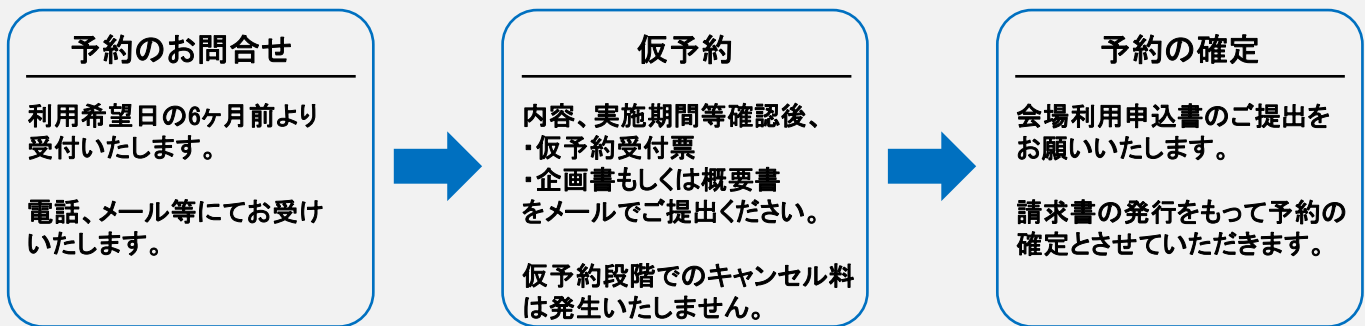 予約のお問合せ
利用希望日の6ヶ月前より
受付いたします。
電話、メール等にてお受け
いたします。
仮予約
内容、実施期間等確認後、
・仮予約受付票
・企画書もしくは概要書
をメールでご提出ください。
仮予約段階でのキャンセル料
は発生いたしません。
予約の確定
会場利用申込書のご提出を
お願いいたします。
請求書の発行をもって予約の
確定とさせていただきます。